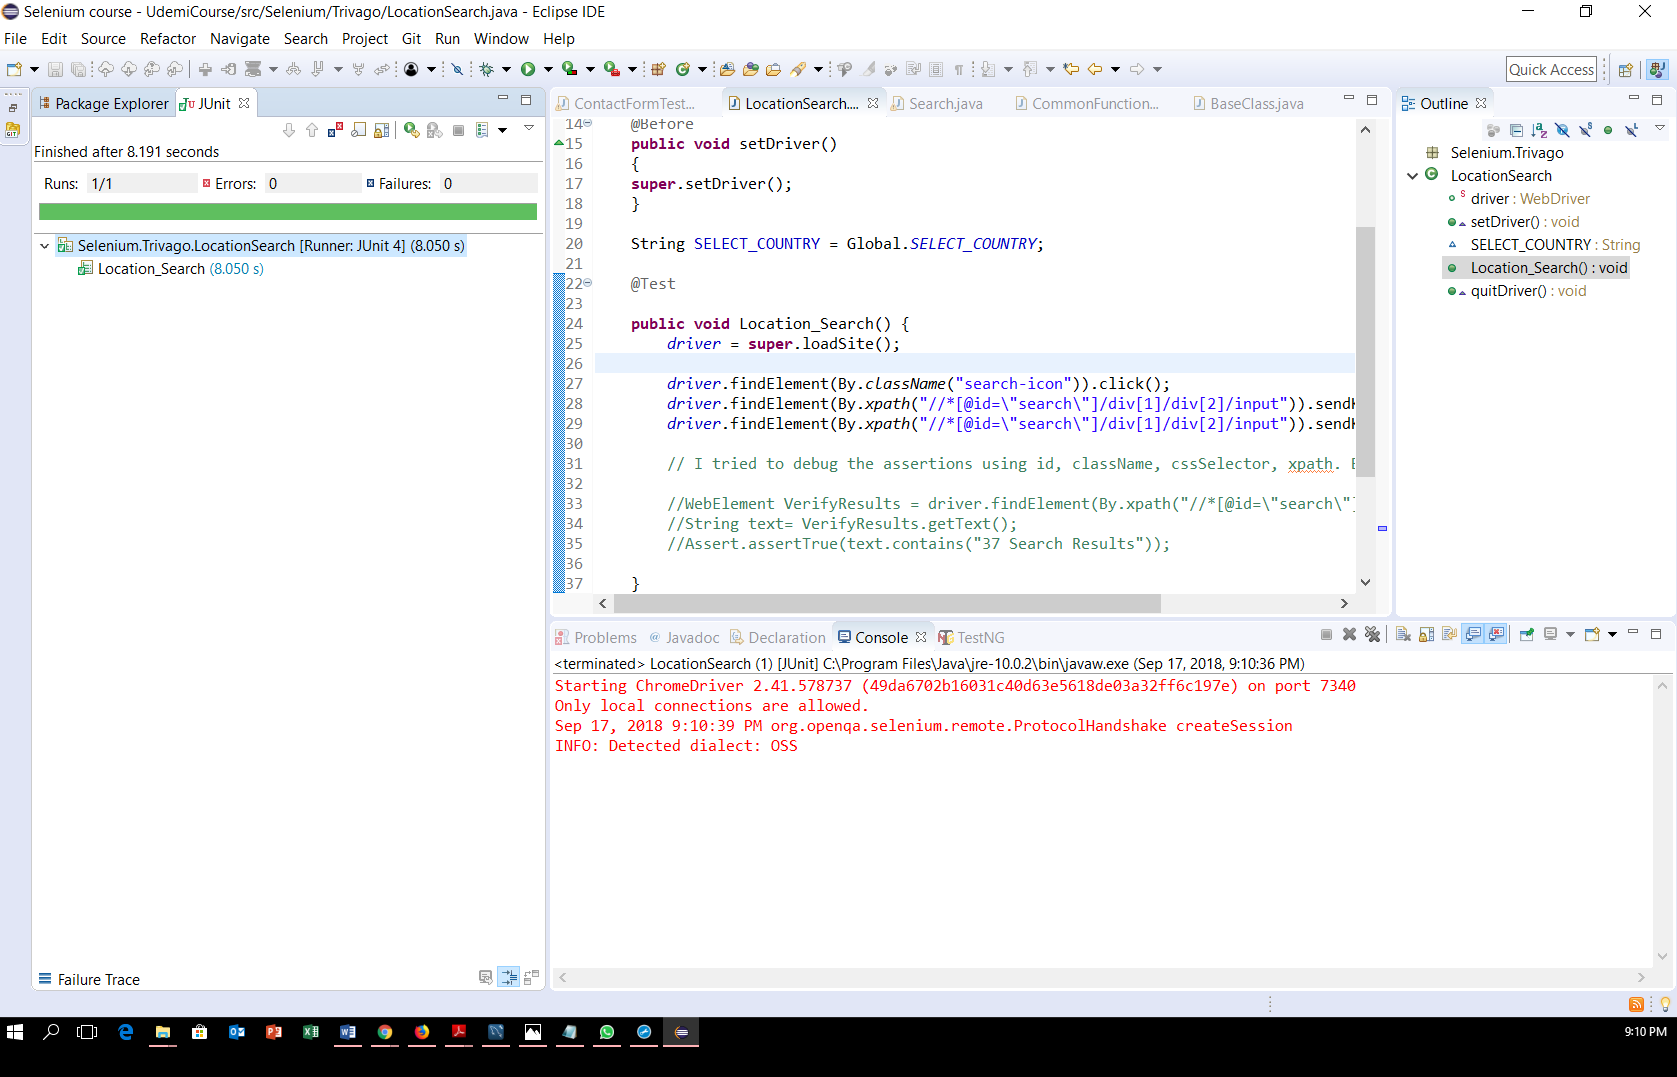 Selenium course - UdemiCourse/src/Selenium/Trivago/LocationSearch.java - Eclipse IDE
File Edit Source Refactor Navigate Search Project Git Run Window Help
Quick Access
Package Explorer
JUnit
Finished after 8.191 seconds
Runs: 1/1 Errors: 0 Failures: 0
Selenium.Trivago.LocationSearch [Runner: JUnit 4] (8.050 s)
Location_Search (8.050 s)
Failure Trace
ContactFormTest... LocationSearch.... Search.java CommonFunction... BaseClass.java
14 @Before
15 public void setDriver()
16 {
17 super.setDriver();
18 }
19
20 String SELECT_COUNTRY = Global.SELECT_COUNTRY;
21
22 @Test
23
24 public void Location_Search() {
25 driver = super.loadSite();
26
27 driver.findElement(By.className("search-icon")).click();
28 driver.findElement(By.xpath("//*[@id=\"search\"]/div[1]/div[2]/input")).send
29 driver.findElement(By.xpath("//*[@id=\"search\"]/div[1]/div[2]/input")).send
30
31 // I tried to debug the assertions using id, className, cssSelector, xpath.
32
33 //WebElement VerifyResults = driver.findElement(By.xpath("//*[@id=\"search\"]
34 //String text= VerifyResults.getText();
35 //Assert.assertTrue(text.contains("37 Search Results"));
36
37 }
Outline
Selenium.Trivago
LocationSearch
driver : WebDriver
setDriver() : void
SELECT_COUNTRY : String
Location_Search() : void
quitDriver() : void
Problems @ Javadoc Declaration Console TestNG
<terminated> LocationSearch (1) [JUnit] C:\Program Files\Java\jre-10.0.2\bin\javaw.exe (Sep 17, 2018, 9:10:36 PM)
Starting ChromeDriver 2.41.578737 (49da6702b16031c40d63e5618de03a32ff6c197e) on port 7340
Only local connections are allowed.
Sep 17, 2018 9:10:39 PM org.openqa.selenium.remote.ProtocolHandshake createSession
INFO: Detected dialect: OSS
9:10 PM